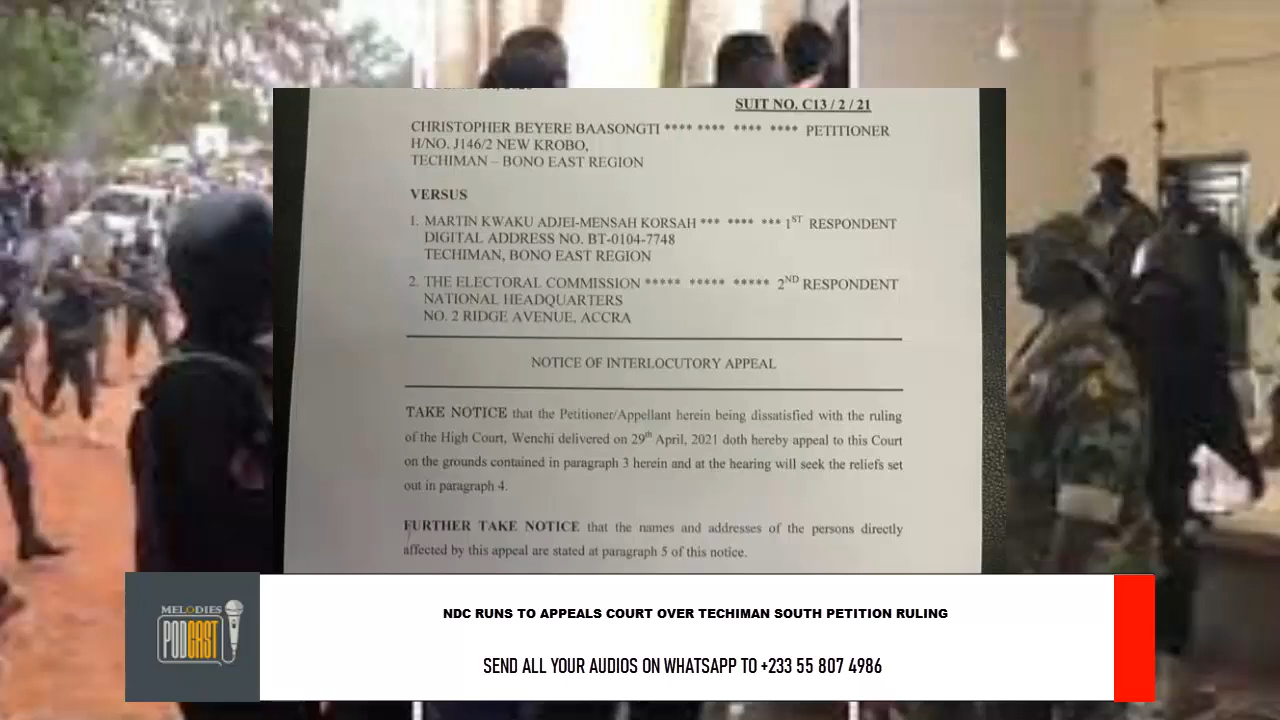 SUIT NO. C13 / 2 / 21
CHRISTOPHER BEYERE BAASONGTI **** **** **** **** PETITIONER
H/NO. J146/2 NEW KROBO,
TECHIMAN – BONO EAST REGION
VERSUS
1. MARTIN KWAKU ADJEI-MENSAH KORSAH *** **** *** 1ST RESPONDENT
DIGITAL ADDRESS NO. BT-0104-7748
TECHIMAN, BONO EAST REGION
2. THE ELECTORAL COMMISSION ***** ***** ***** 2ND RESPONDENT
NATIONAL HEADQUARTERS
NO. 2 RIDGE AVENUE, ACCRA
NOTICE OF INTERLOCUTORY APPEAL
TAKE NOTICE that the Petitioner/Appellant herein being dissatisfied with the ruling
of the High Court, Wenchi delivered on 29th April, 2021 doth hereby appeal to this Court
on the grounds contained in paragraph 3 herein and at the hearing will seek the reliefs set
out in paragraph 4.
FURTHER TAKE NOTICE that the names and addresses of the persons directly
affected by this appeal are stated at paragraph 5 of this notice.
MELODIES
PODCAST
NDC RUNS TO APPEALS COURT OVER TECHIMAN SOUTH PETITION RULING
SEND ALL YOUR AUDIOS ON WHATSAPP TO +233 55 807 4986